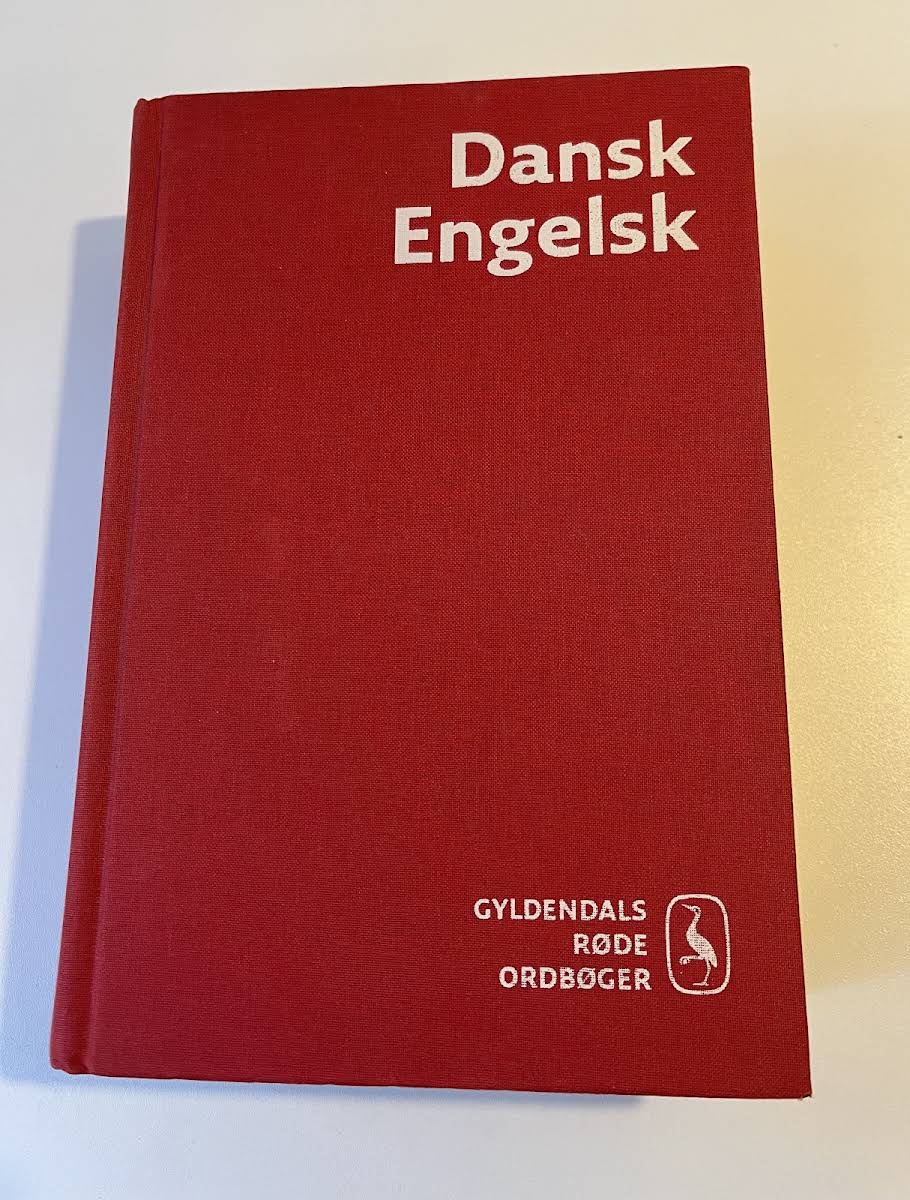 Dansk
Engelsk
GYLDENDALS
RØDE
ORDBØGER